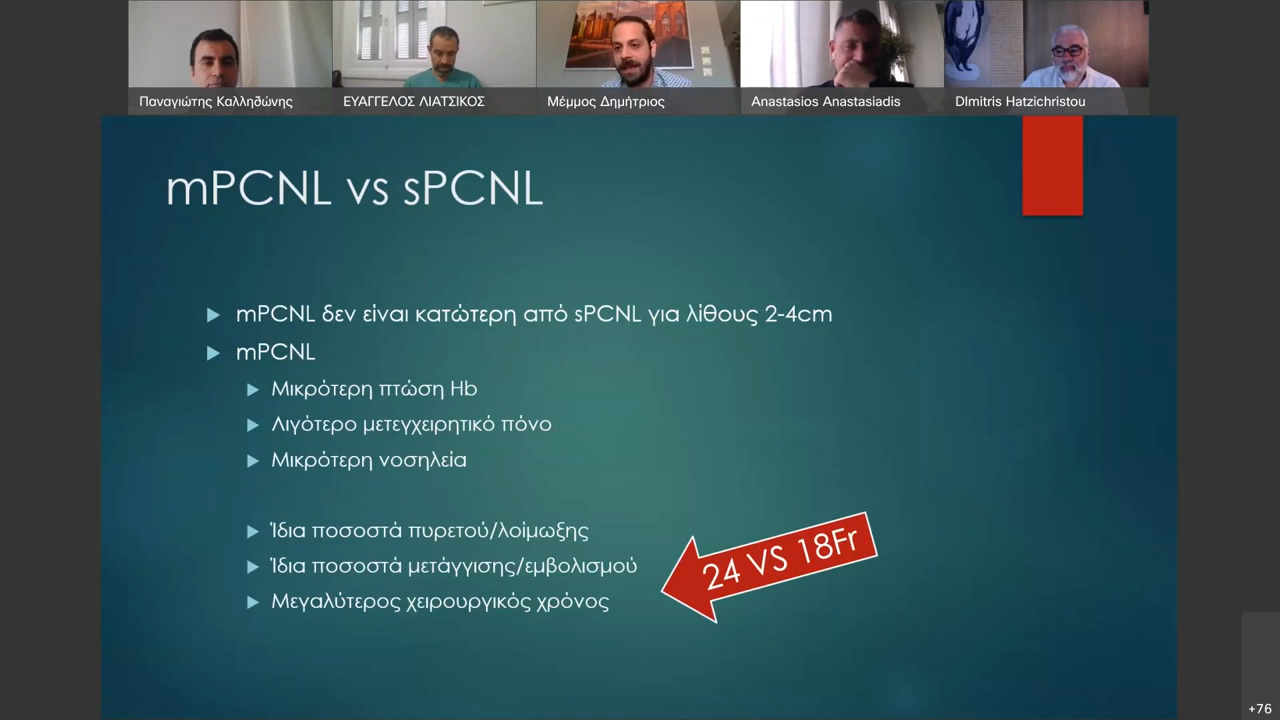 Παναγιώτης Καλληδώνης
ΕΥΑΓΓΕΛΟΣ ΛΙΑΤΣΙΚΟΣ
Μέμμος Δημήτριος
Anastasios Anastasiadis
DImitris Hatzichristou
mPCNL vs sPCNL
mPCNL δεν είναι κατώτερη από sPCNL για λίθους 2-4cm
mPCNL
Μικρότερη πτώση Hb
Λιγότερο μετεγχειρητικό πόνο
Μικρότερη νοσηλεία
Ίδια ποσοστά πυρετού/λοίμωξης
Ίδια ποσοστά μετάγγισης/εμβολισμού
Μεγαλύτερος χειρουργικός χρόνος
24 VS 18Fr
+76